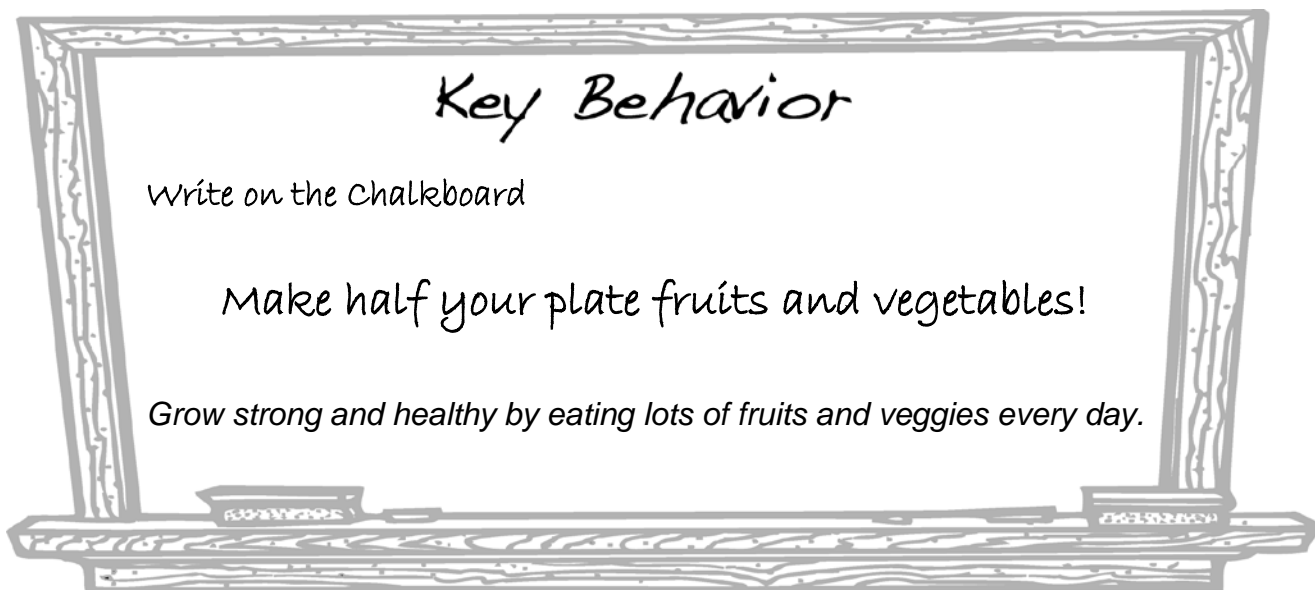 Key Behavior
Write on the Chalkboard
Make half your plate fruits and vegetables!
Grow strong and healthy by eating lots of fruits and veggies every day.